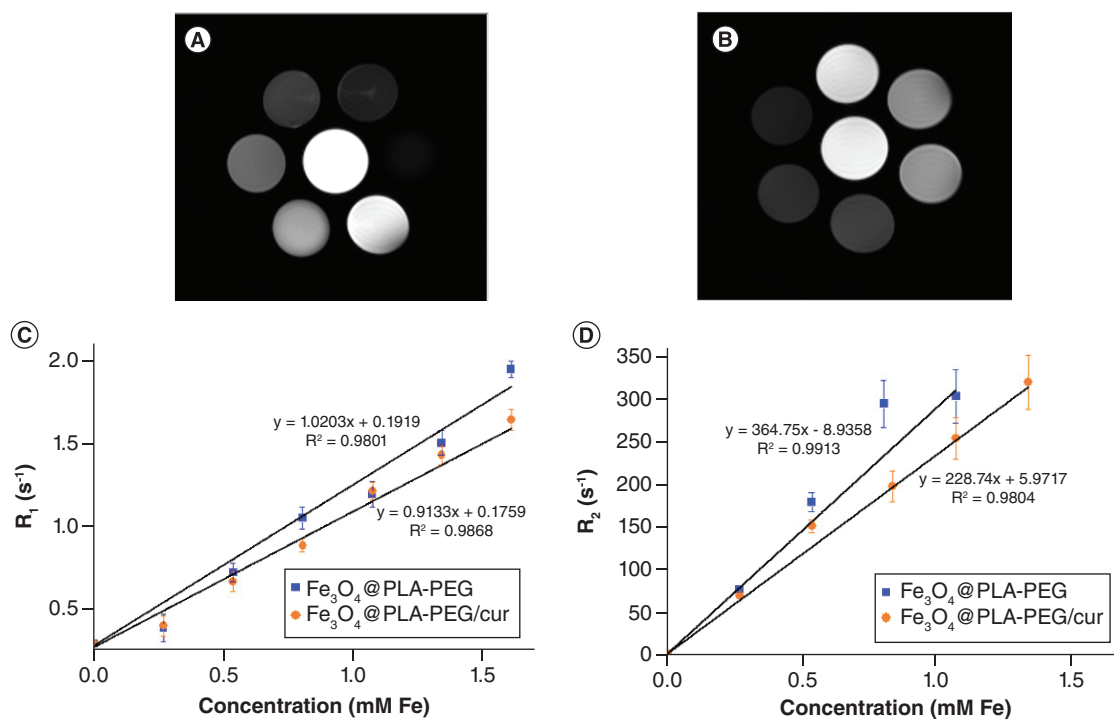 A
B
C
R₁ (s⁻¹)
2.0
1.5
1.0
0.5
y = 1.0203x + 0.1919
R² = 0.9801
y = 0.9133x + 0.1759
R² = 0.9868
Fe₃O₄@PLA-PEG
Fe₃O₄@PLA-PEG/cur
0.0
0.5
1.0
1.5
Concentration (mM Fe)
D
R₂ (s⁻¹)
350
300
250
200
150
100
50
0
y = 364.75x - 8.9358
R² = 0.9913
y = 228.74x + 5.9717
R² = 0.9804
Fe₃O₄@PLA-PEG
Fe₃O₄@PLA-PEG/cur
0.0
0.5
1.0
1.5
Concentration (mM Fe)